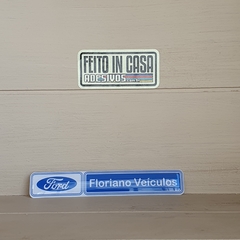 FEITO IN CASA
ADESIVOS
Ford
Floriano Veículos